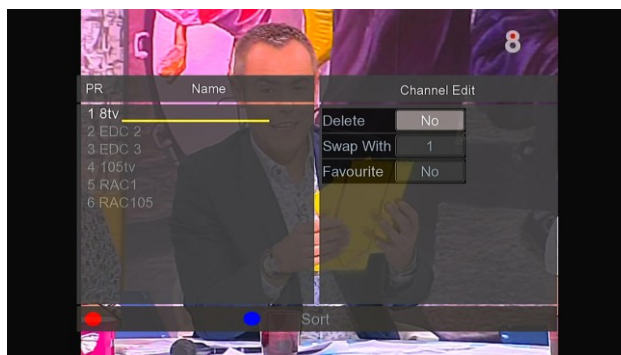 8
PR Name
1 8tv
2 EDC 2
3 EDC 3
4 105tv
5 RAC1
6 RAC105
Channel Edit
Delete No
Swap With 1
Favourite No
Sort